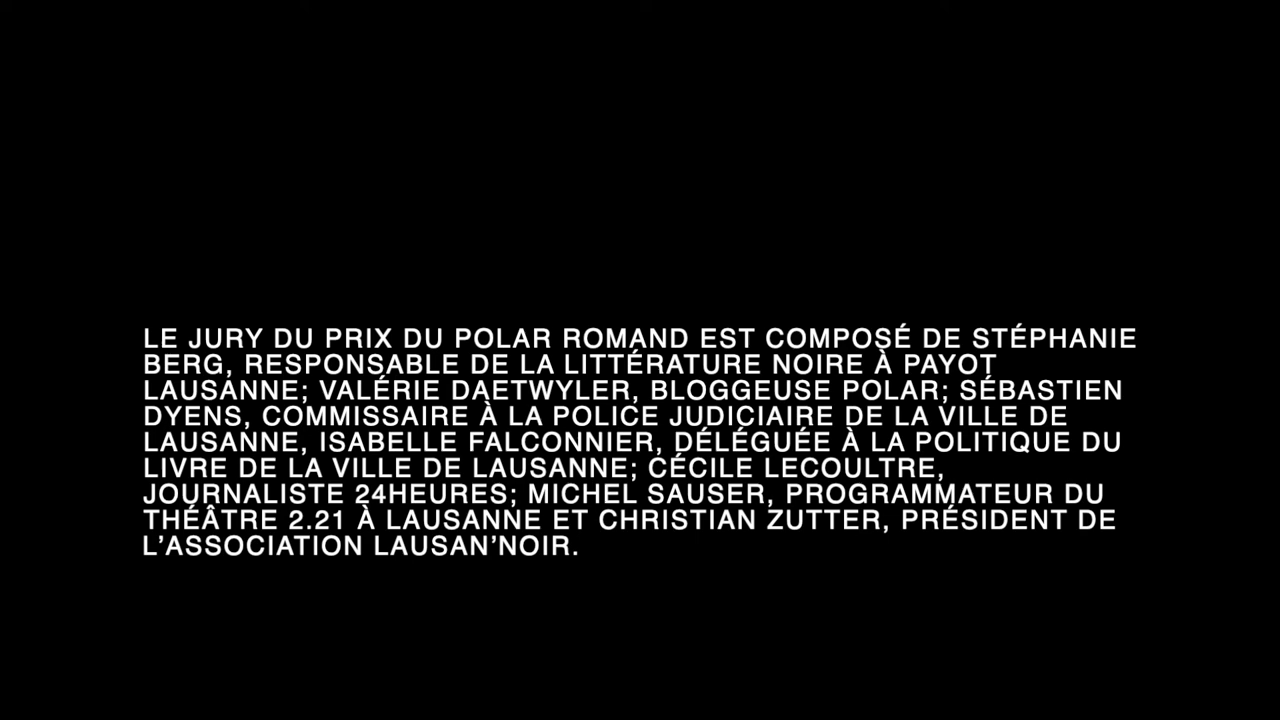 LE JURY DU PRIX DU POLAR ROMAND EST COMPOSÉ DE STÉPHANIE
BERG, RESPONSABLE DE LA LITTÉRATURE NOIRE À PAYOT
LAUSANNE; VALÉRIE DAETWYLER, BLOGGEUSE POLAR; SÉBASTIEN
DYENS, COMMISSAIRE À LA POLICE JUDICIAIRE DE LA VILLE DE
LAUSANNE, ISABELLE FALCONNIER, DÉLÉGUÉE À LA POLITIQUE DU
LIVRE DE LA VILLE DE LAUSANNE; CÉCILE LECOULTRE,
JOURNALISTE 24HEURES; MICHEL SAUSER, PROGRAMMATEUR DU
THÉÂTRE 2.21 À LAUSANNE ET CHRISTIAN ZUTTER, PRÉSIDENT DE
L’ASSOCIATION LAUSAN’NOIR.